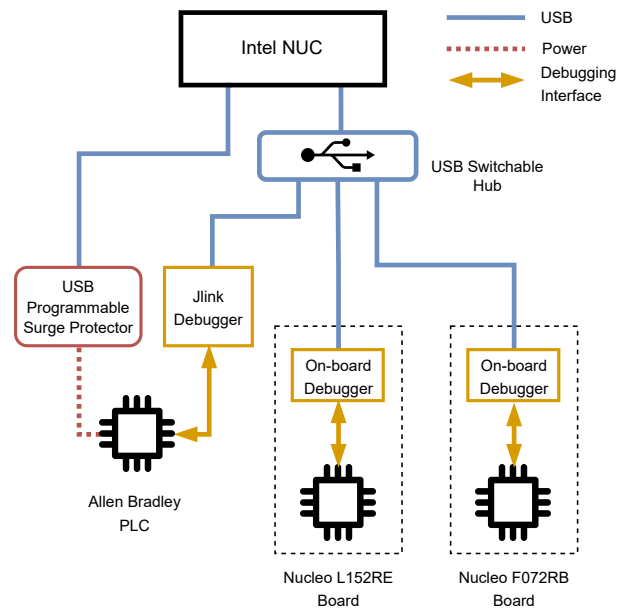 Intel NUC
USB
Power
Debugging
Interface
USB Switchable
Hub
USB
Programmable
Surge Protector
Jlink
Debugger
On-board
Debugger
On-board
Debugger
Allen Bradley
PLC
Nucleo L152RE
Board
Nucleo F072RB
Board